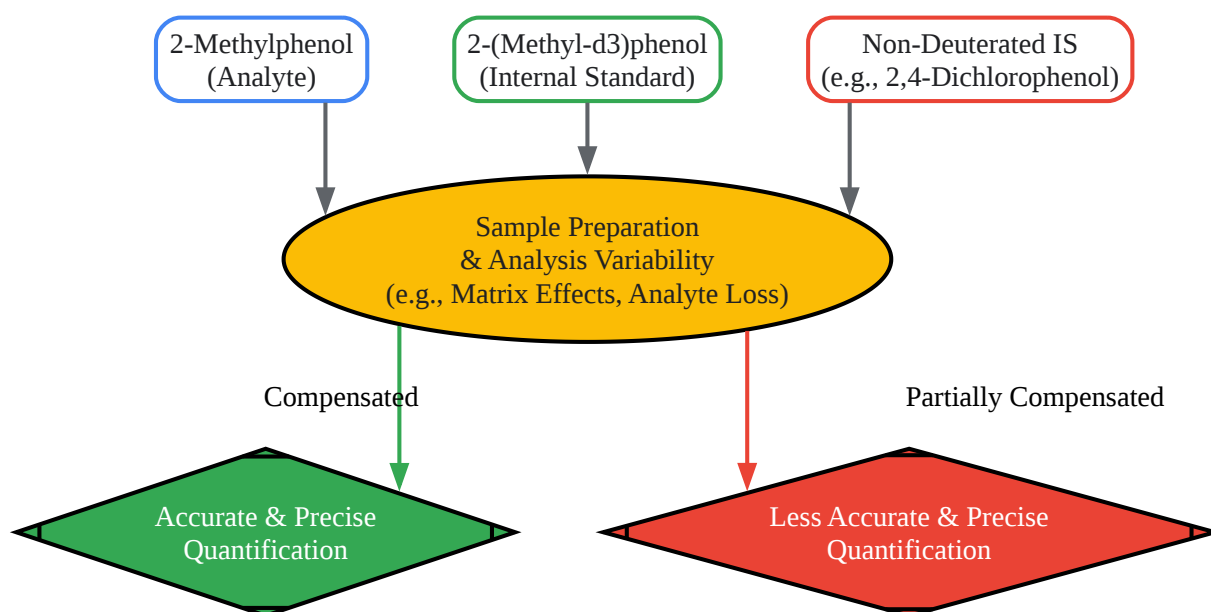 2-Methylphenol
(Analyte)
2-(Methyl-d3)phenol
(Internal Standard)
Non-Deuterated IS
(e.g., 2,4-Dichlorophenol)
Sample Preparation
& Analysis Variability
(e.g., Matrix Effects, Analyte Loss)
Compensated
Partially Compensated
Accurate & Precise
Quantification
Less Accurate & Precise
Quantification